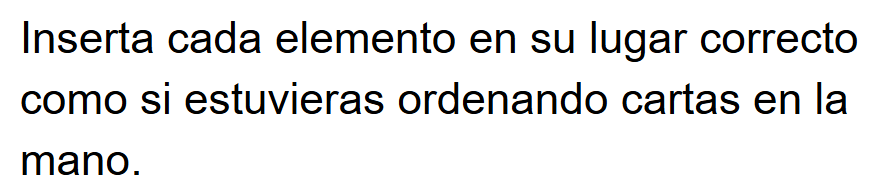 Inserta cada elemento en su lugar correcto
como si estuvieras ordenando cartas en la
mano.